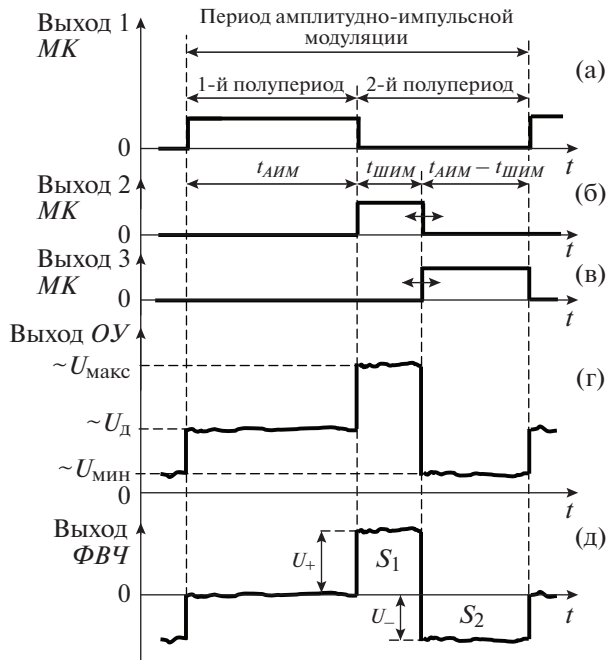 Период амплитудно-импульсной
модуляции
Выход 1
МК
(а)
1-й полупериод
2-й полупериод
0
t
t_АИМ
t_ШИМ
t_АИМ − t_ШИМ
Выход 2
МК
(б)
0
t
Выход 3
МК
(в)
0
t
Выход ОУ
~U_макс
(г)
~U_д
~U_мин
0
t
Выход
ФВЧ
(д)
U_+
S_1
0
t
U_−
S_2